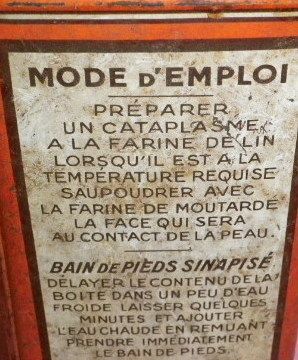 MODE D'EMPLOI
PRÉPARER
UN CATAPLASME
A LA FARINE DE LIN
LORSQU'IL EST A LA
TEMPÉRATURE REQUISE
SAUPOUDRER AVEC
LA FARINE DE MOUTARDE
LA FACE QUI SERA
AU CONTACT DE LA PEAU.
BAIN DE PIEDS SINAPISÉ
DÉLAYER LE CONTENU DE LA
BOITE DANS UN PEU D'EAU
FROIDE LAISSER QUELQUES
MINUTES ET AJOUTER
L'EAU CHAUDE EN REMUANT
PRENDRE IMMÉDIATEMENT
LE BAIN DE PIEDS.